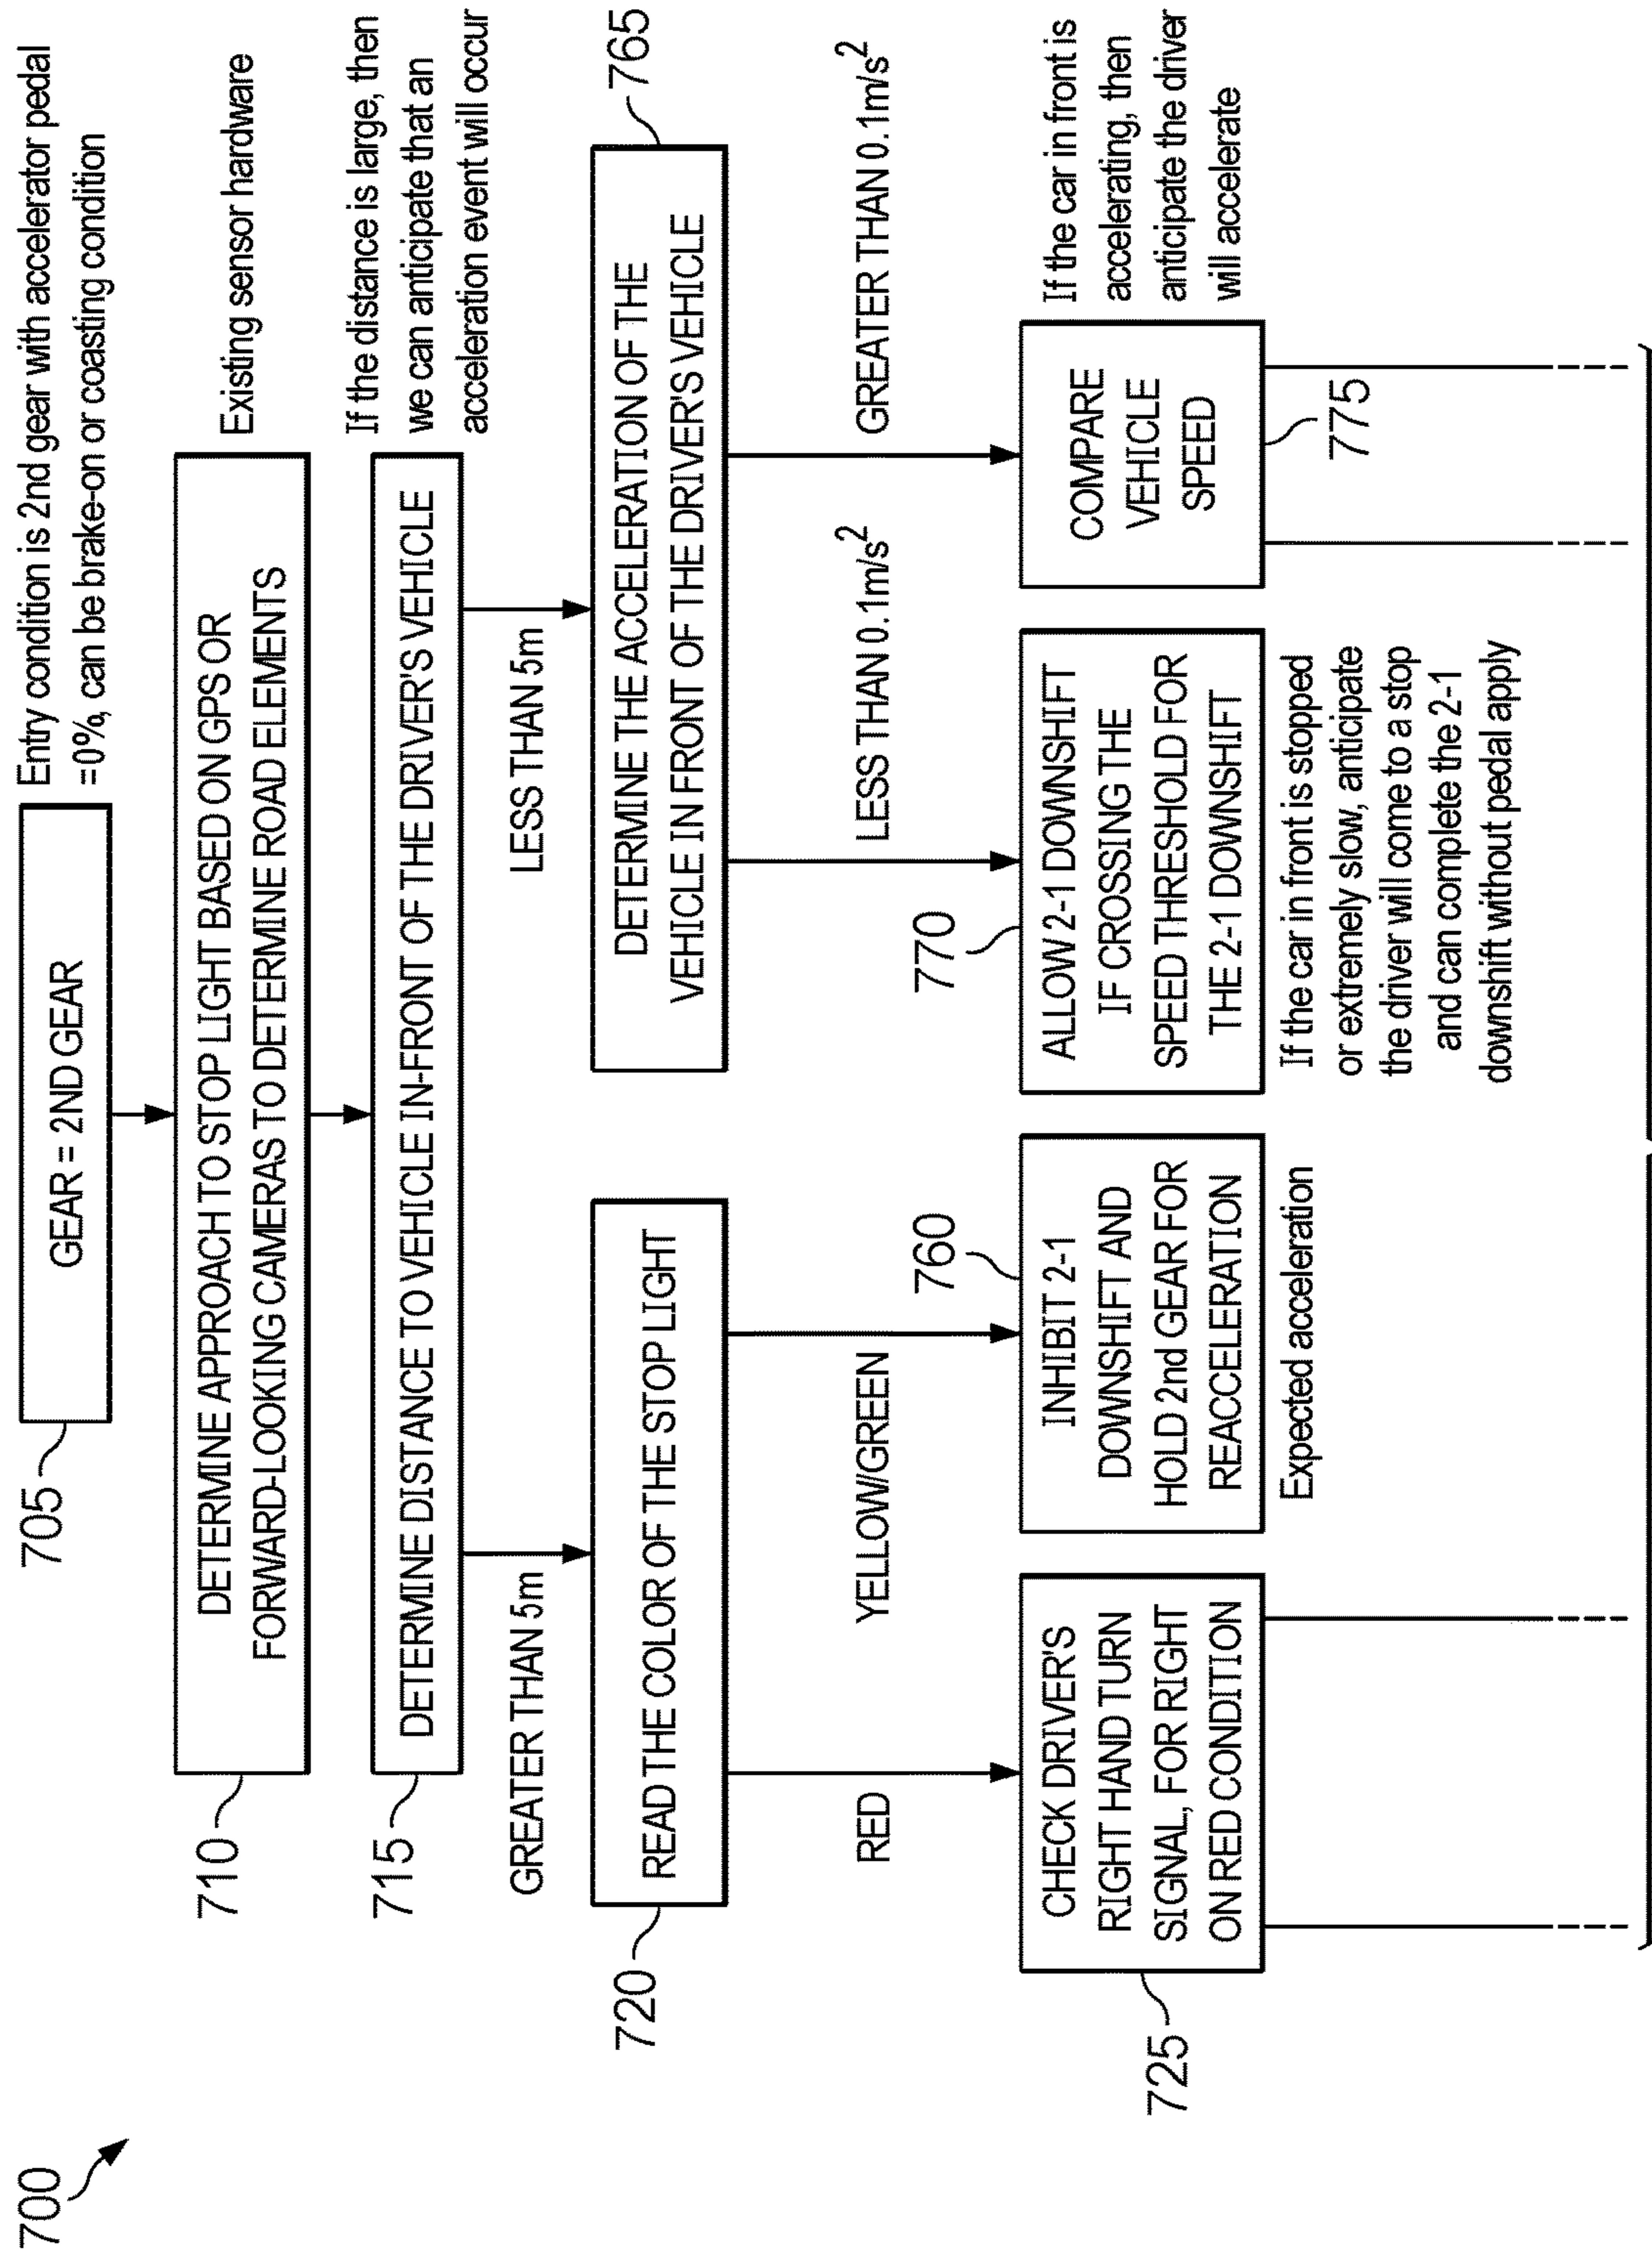 700
705
GEAR = 2ND GEAR
Entry condition is 2nd gear with accelerator pedal
=0%, can be brake-on or coasting condition
710
DETERMINE APPROACH TO STOP LIGHT BASED ON GPS OR
FORWARD-LOOKING CAMERAS TO DETERMINE ROAD ELEMENTS
Existing sensor hardware
715
DETERMINE DISTANCE TO VEHICLE IN-FRONT OF THE DRIVER'S VEHICLE
If the distance is large, then
we can anticipate that an
acceleration event will occur
GREATER THAN 5m
LESS THAN 5m
720
READ THE COLOR OF THE STOP LIGHT
DETERMINE THE ACCELERATION OF THE
VEHICLE IN FRONT OF THE DRIVER'S VEHICLE
765
RED
YELLOW/GREEN
LESS THAN 0.1m/s²
GREATER THAN 0.1m/s²
725
CHECK DRIVER'S
RIGHT HAND TURN
SIGNAL, FOR RIGHT
ON RED CONDITION
760
INHIBIT 2-1
DOWNSHIFT AND
HOLD 2nd GEAR FOR
REACCELERATION
Expected acceleration
770
ALLOW 2-1 DOWNSHIFT
IF CROSSING THE
SPEED THRESHOLD FOR
THE 2-1 DOWNSHIFT
If the car in front is stopped
or extremely slow, anticipate
the driver will come to a stop
and can complete the 2-1
downshift without pedal apply
COMPARE
VEHICLE
SPEED
775
If the car in front is
accelerating, then
anticipate the driver
will accelerate